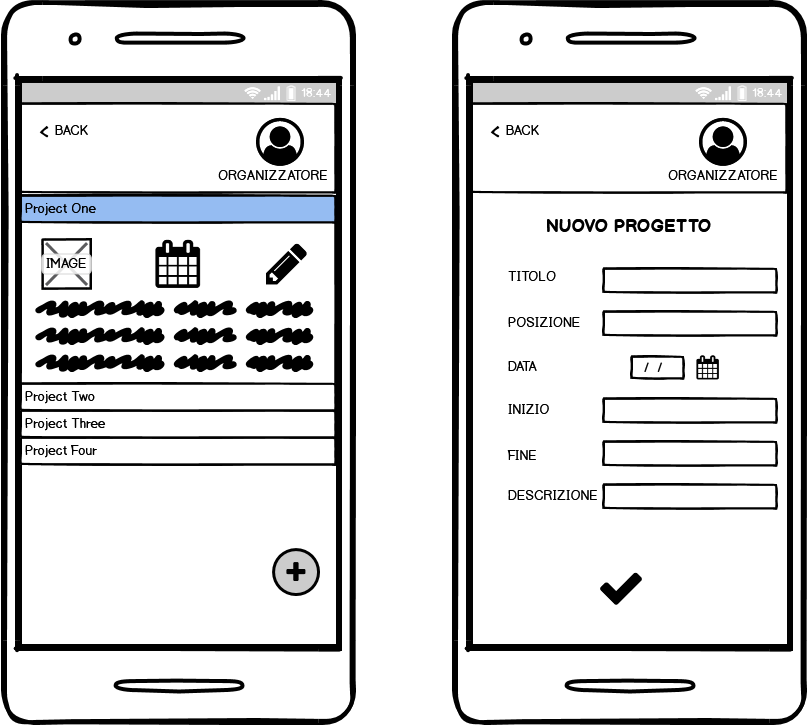 18:44
< BACK
ORGANIZZATORE
Project One
IMAGE
Project Two
Project Three
Project Four
18:44
< BACK
ORGANIZZATORE
NUOVO PROGETTO
TITOLO
POSIZIONE
DATA / /
INIZIO
FINE
DESCRIZIONE